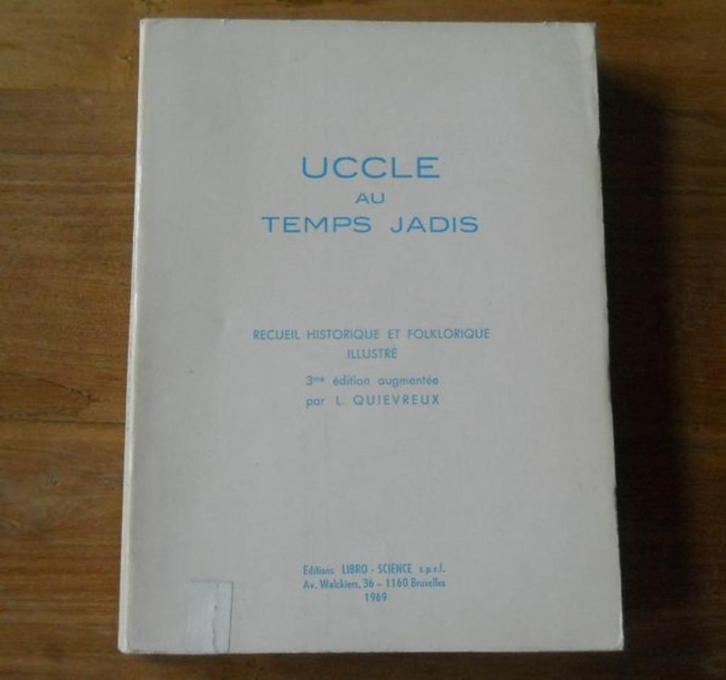 UCCLE
AU
TEMPS JADIS
RECUEIL HISTORIQUE ET FOLKLORIQUE
ILLUSTRÉ
3me édition augmentée
par L. QUIEVREUX
Editions LIBRO - SCIENCE s.p.r.l.
Av. Walckiers, 36 – 1160 Bruxelles
1969